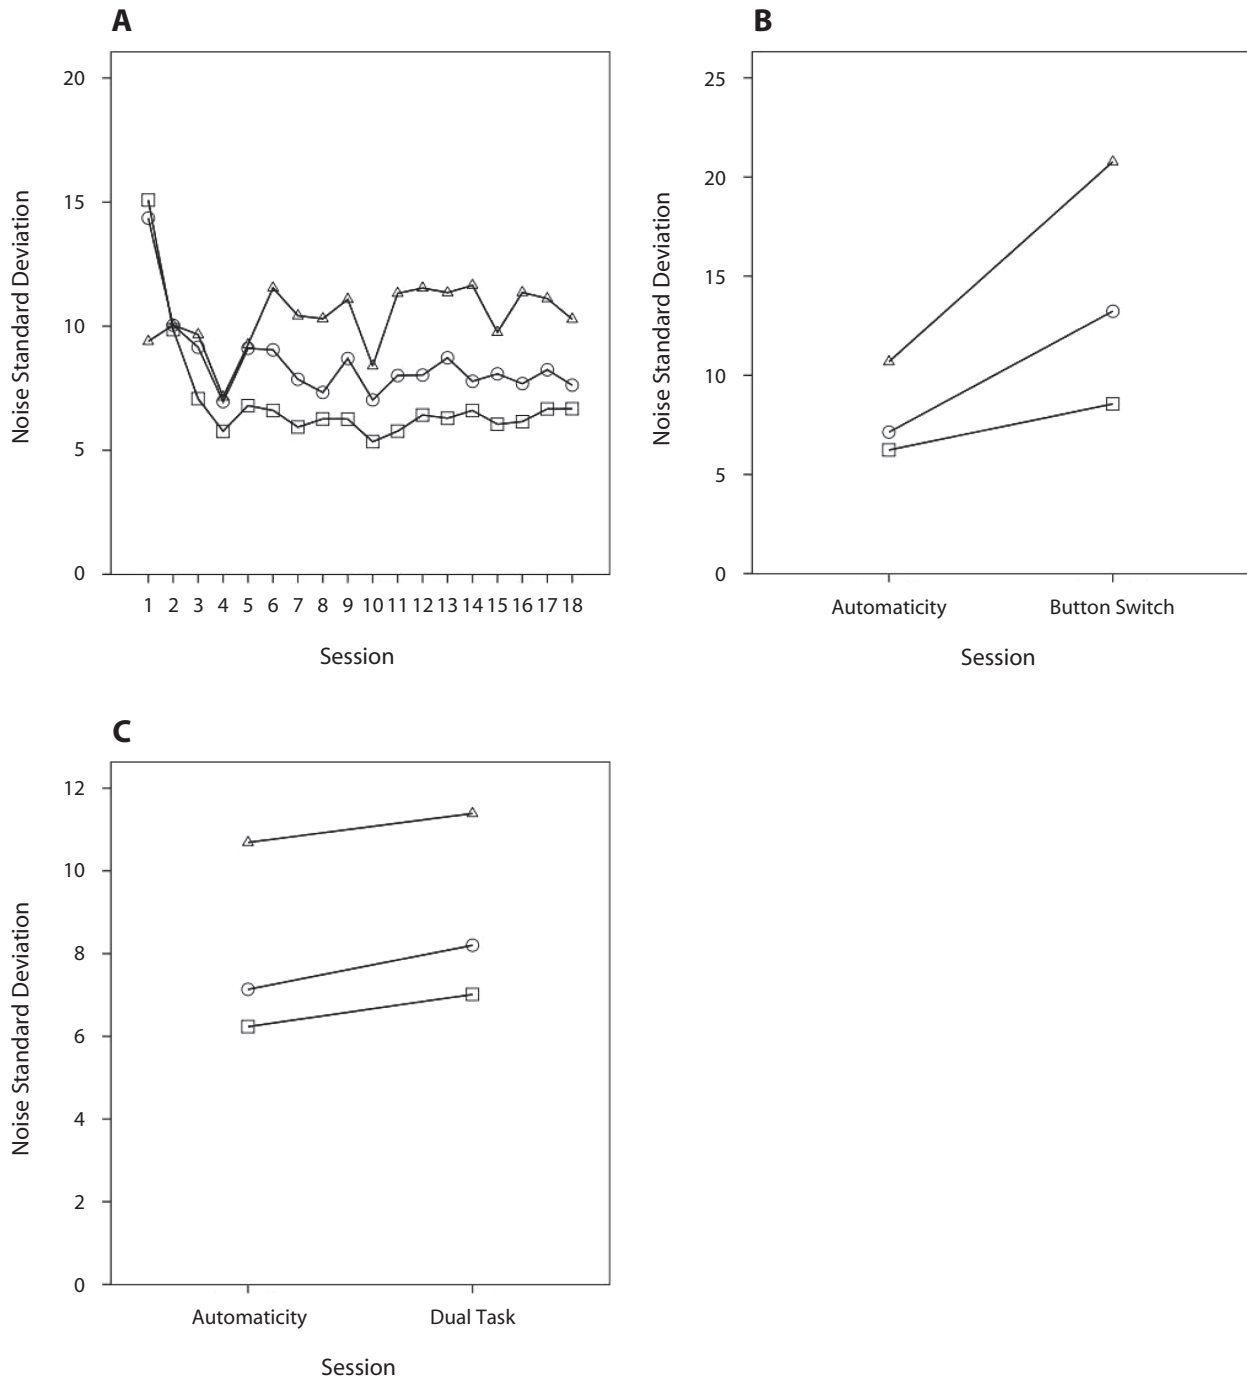 A
Noise Standard Deviation
20
15
10
5
0
1 2 3 4 5 6 7 8 9 10 11 12 13 14 15 16 17 18
Session
B
Noise Standard Deviation
25
20
15
10
5
0
Automaticity Button Switch
Session
C
Noise Standard Deviation
12
10
8
6
4
2
0
Automaticity Dual Task
Session